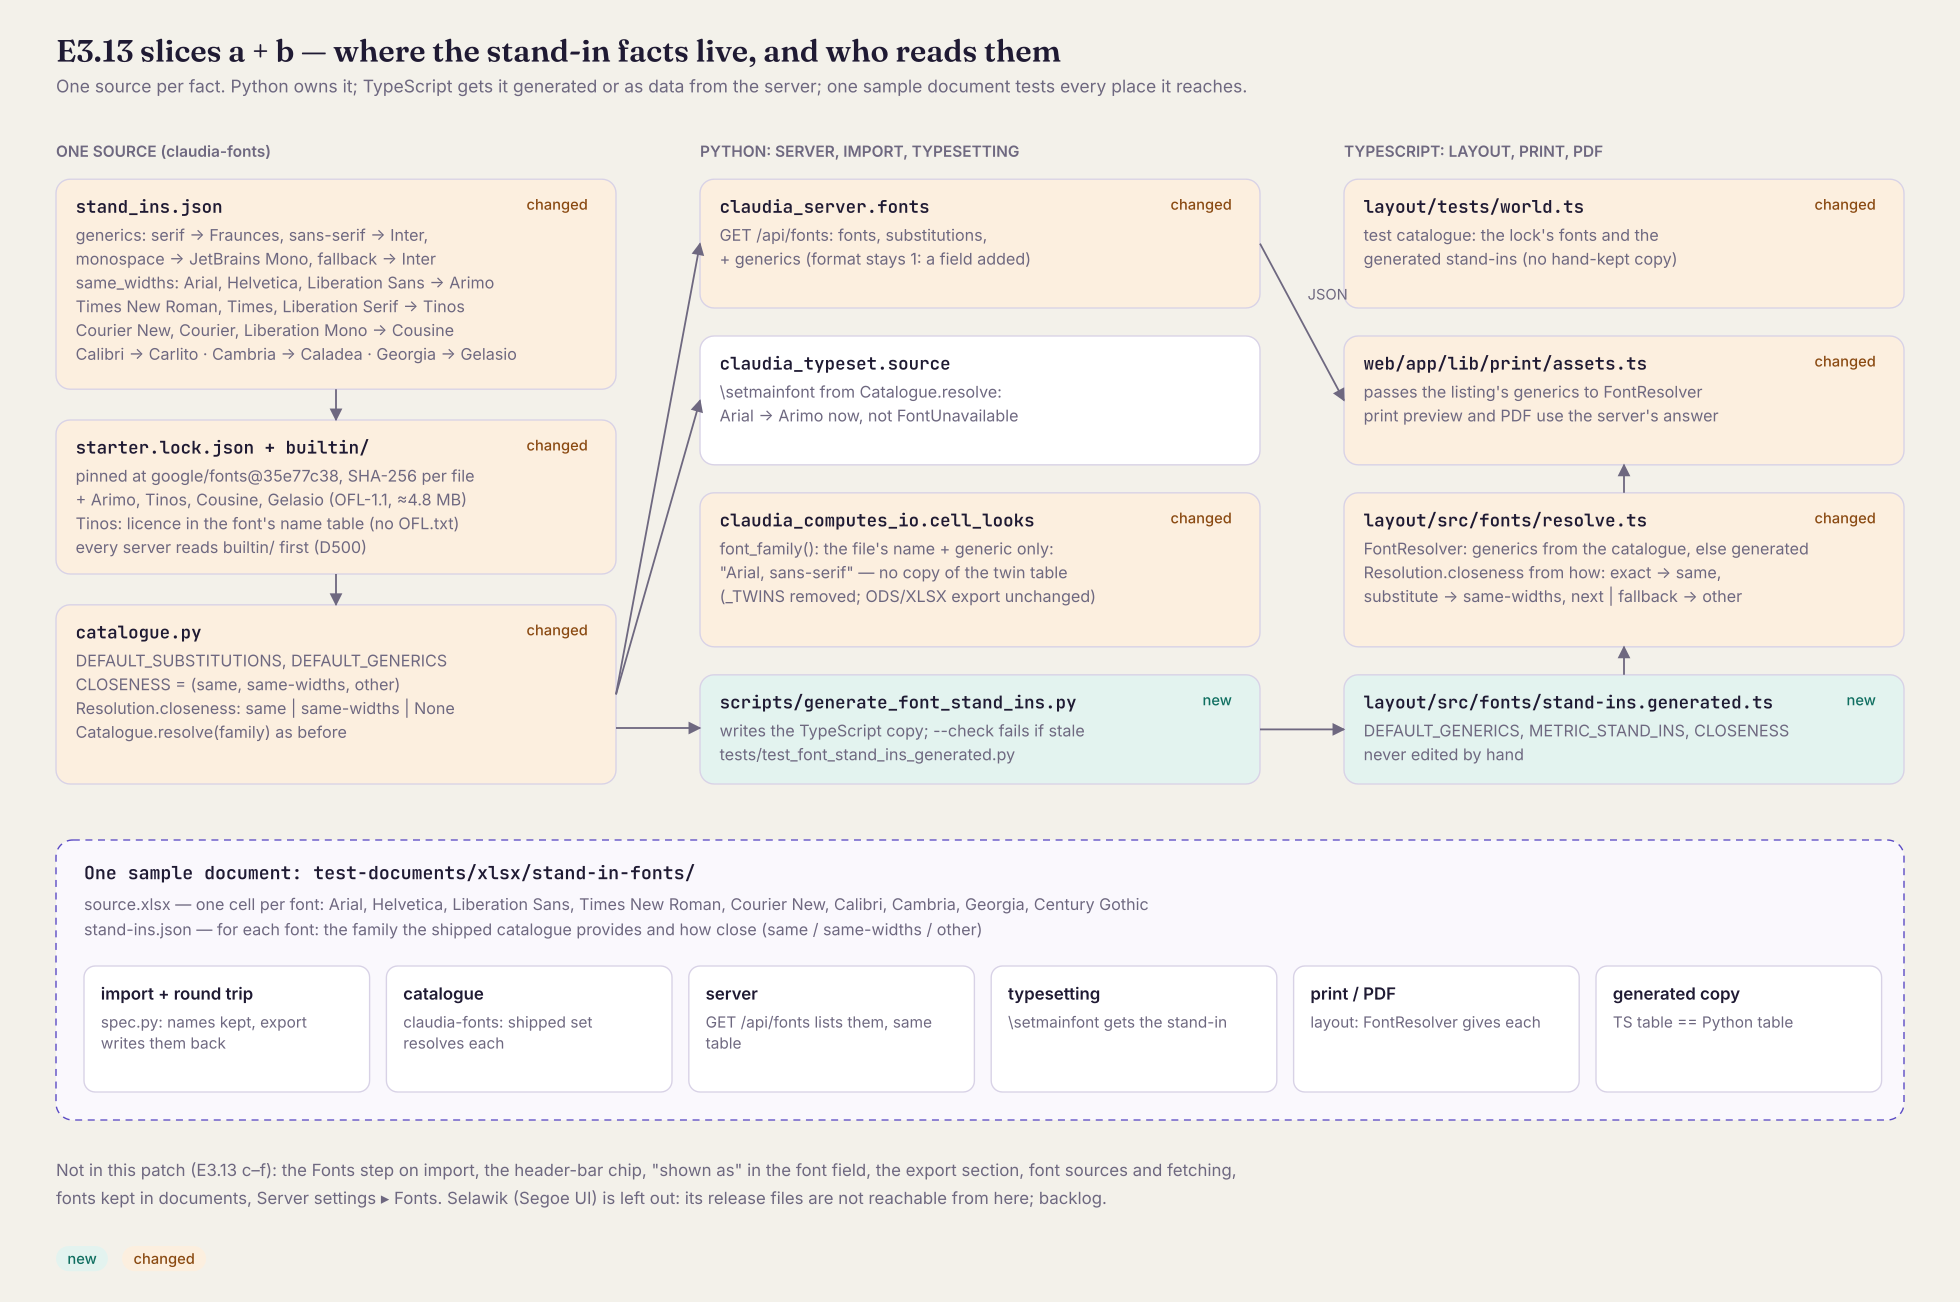 E3.13 slices a + b — where the stand-in facts live, and who reads them
One source per fact. Python owns it; TypeScript gets it generated or as data from the server; one sample document tests every place it reaches.
ONE SOURCE (claudia-fonts)
stand_ins.json
changed
generics: serif → Fraunces, sans-serif → Inter,
monospace → JetBrains Mono, fallback → Inter
same_widths: Arial, Helvetica, Liberation Sans → Arimo
Times New Roman, Times, Liberation Serif → Tinos
Courier New, Courier, Liberation Mono → Cousine
Calibri → Carlito · Cambria → Caladea · Georgia → Gelasio
starter.lock.json + builtin/
changed
pinned at google/fonts@35e77c38, SHA-256 per file
+ Arimo, Tinos, Cousine, Gelasio (OFL-1.1, ≈4.8 MB)
Tinos: licence in the font's name table (no OFL.txt)
every server reads builtin/ first (D500)
catalogue.py
changed
DEFAULT_SUBSTITUTIONS, DEFAULT_GENERICS
CLOSENESS = (same, same-widths, other)
Resolution.closeness: same | same-widths | None
Catalogue.resolve(family) as before
PYTHON: SERVER, IMPORT, TYPESETTING
claudia_server.fonts
changed
GET /api/fonts: fonts, substitutions,
+ generics (format stays 1: a field added)
claudia_typeset.source
\setmainfont from Catalogue.resolve:
Arial → Arimo now, not FontUnavailable
claudia_computes_io.cell_looks
changed
font_family(): the file's name + generic only:
"Arial, sans-serif" — no copy of the twin table
(_TWINS removed; ODS/XLSX export unchanged)
scripts/generate_font_stand_ins.py
new
writes the TypeScript copy; --check fails if stale
tests/test_font_stand_ins_generated.py
JSON
TYPESCRIPT: LAYOUT, PRINT, PDF
layout/tests/world.ts
changed
test catalogue: the lock's fonts and the
generated stand-ins (no hand-kept copy)
web/app/lib/print/assets.ts
changed
passes the listing's generics to FontResolver
print preview and PDF use the server's answer
layout/src/fonts/resolve.ts
changed
FontResolver: generics from the catalogue, else generated
Resolution.closeness from how: exact → same,
substitute → same-widths, next | fallback → other
layout/src/fonts/stand-ins.generated.ts
new
DEFAULT_GENERICS, METRIC_STAND_INS, CLOSENESS
never edited by hand
One sample document: test-documents/xlsx/stand-in-fonts/
source.xlsx — one cell per font: Arial, Helvetica, Liberation Sans, Times New Roman, Courier New, Calibri, Cambria, Georgia, Century Gothic
stand-ins.json — for each font: the family the shipped catalogue provides and how close (same / same-widths / other)
import + round trip
spec.py: names kept, export
writes them back
catalogue
claudia-fonts: shipped set
resolves each
server
GET /api/fonts lists them, same
table
typesetting
\setmainfont gets the stand-in
print / PDF
layout: FontResolver gives each
generated copy
TS table == Python table
Not in this patch (E3.13 c–f): the Fonts step on import, the header-bar chip, "shown as" in the font field, the export section, font sources and fetching,
fonts kept in documents, Server settings ▸ Fonts. Selawik (Segoe UI) is left out: its release files are not reachable from here; backlog.
new
changed